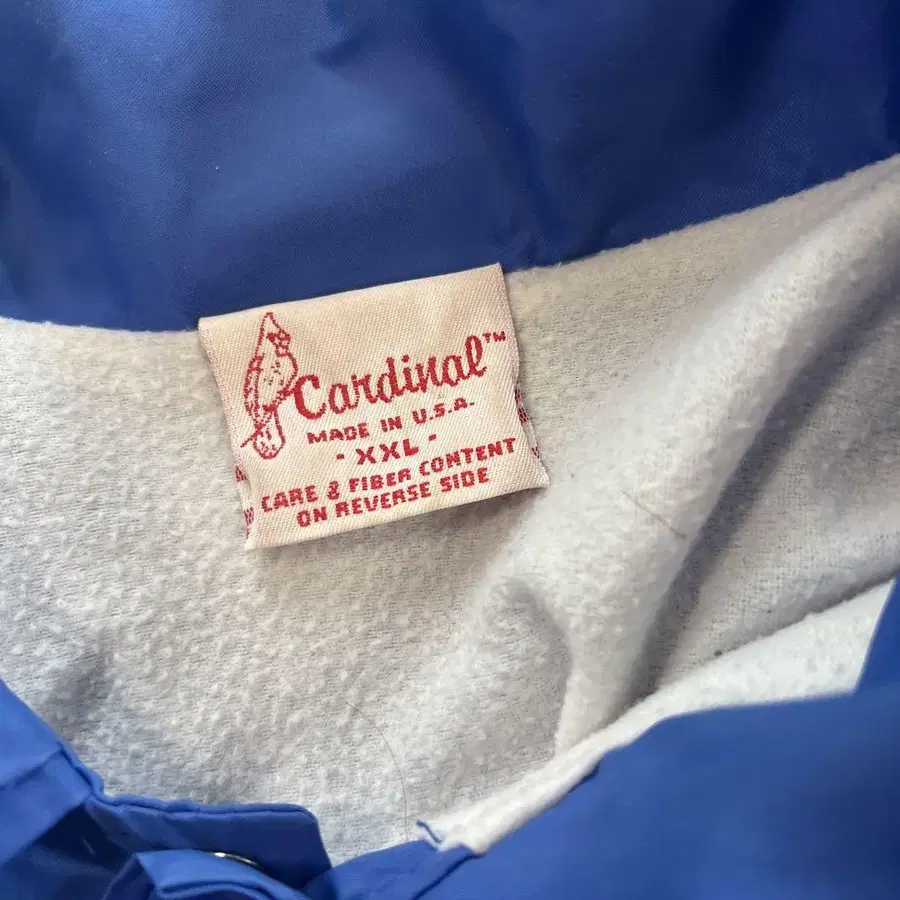 Cardinal™
MADE IN U.S.A.
- XXL -
CARE & FIBER CONTENT
ON REVERSE SIDE